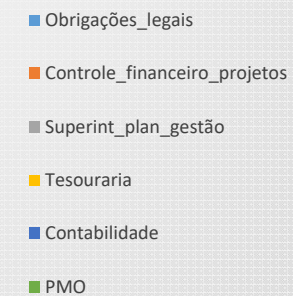 Obrigações_legais
Controle_financeiro_projetos
Superint_plan_gestão
Tesouraria
Contabilidade
PMO